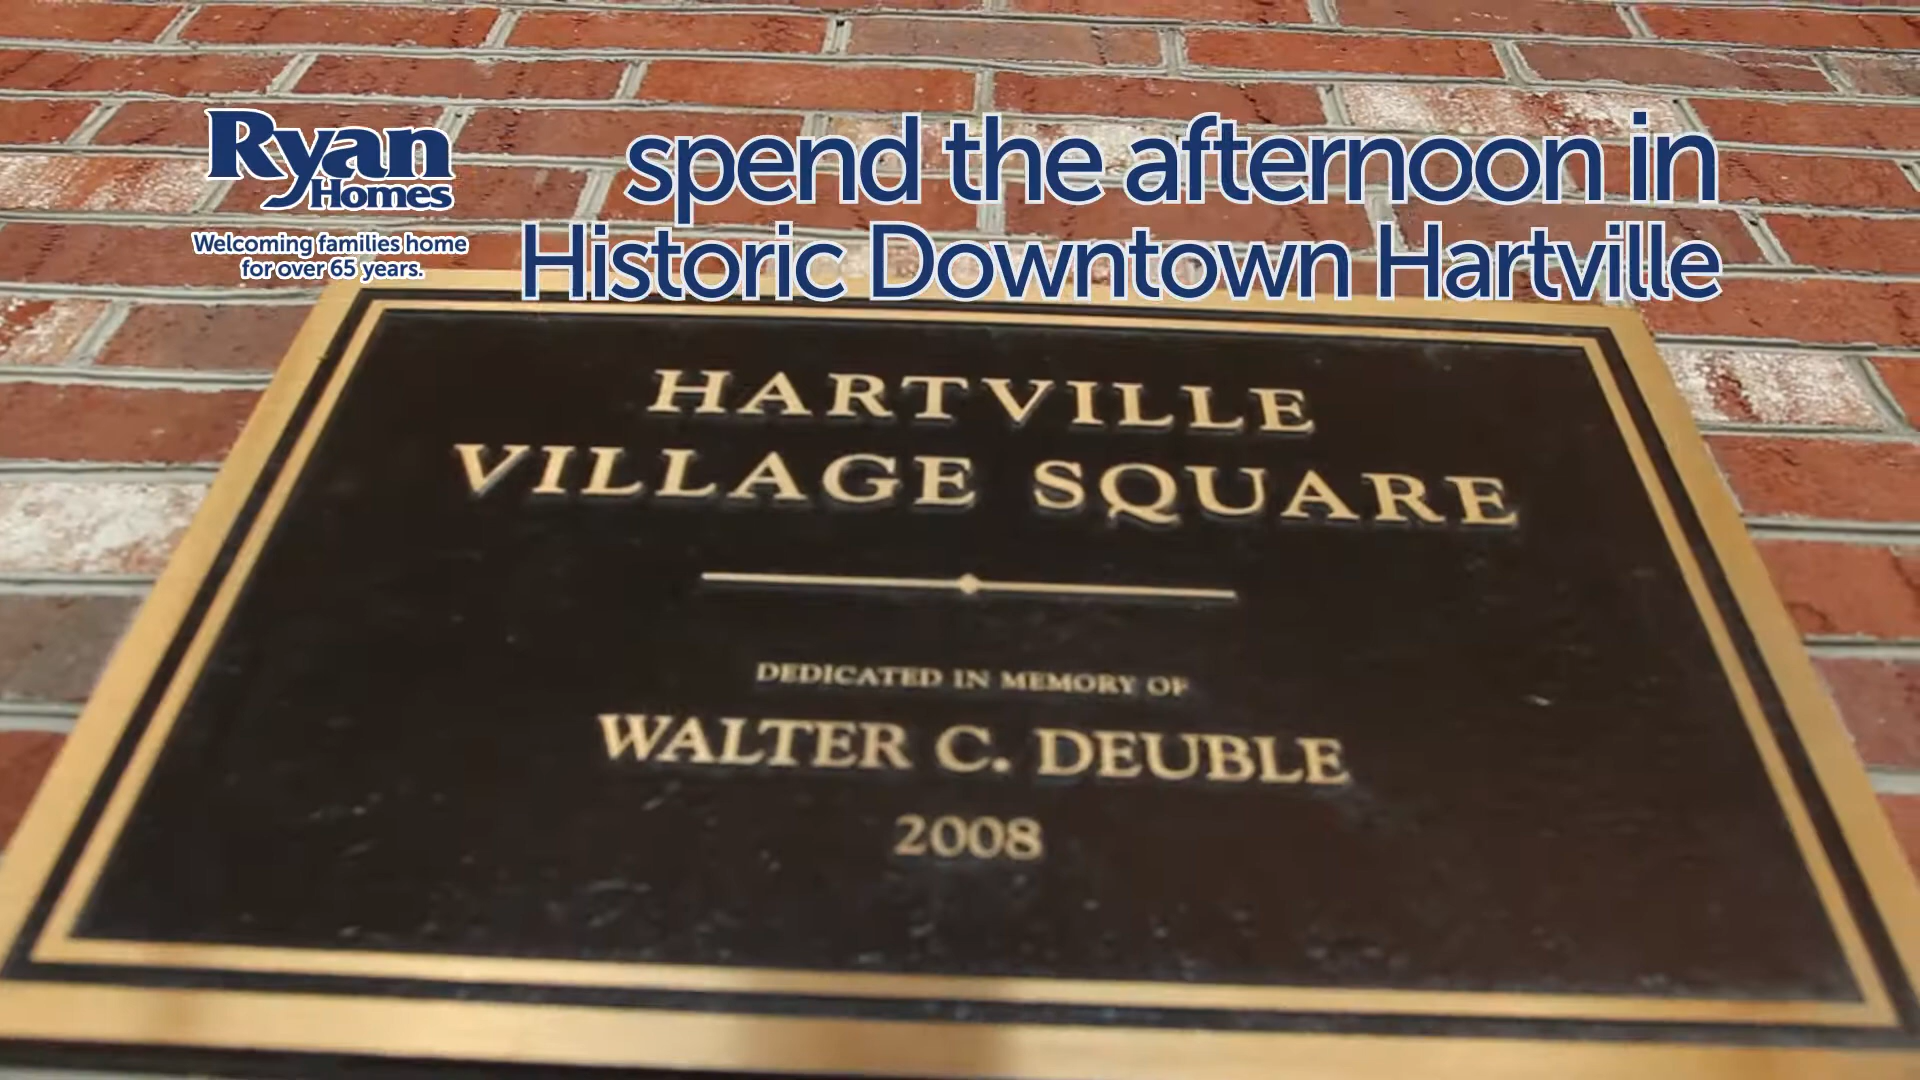 Ryan
Homes
Welcoming families home
for over 65 years.
spend the afternoon in
Historic Downtown Hartville
HARTVILLE
VILLAGE SQUARE
DEDICATED IN MEMORY OF
WALTER C. DEUBLE
2008